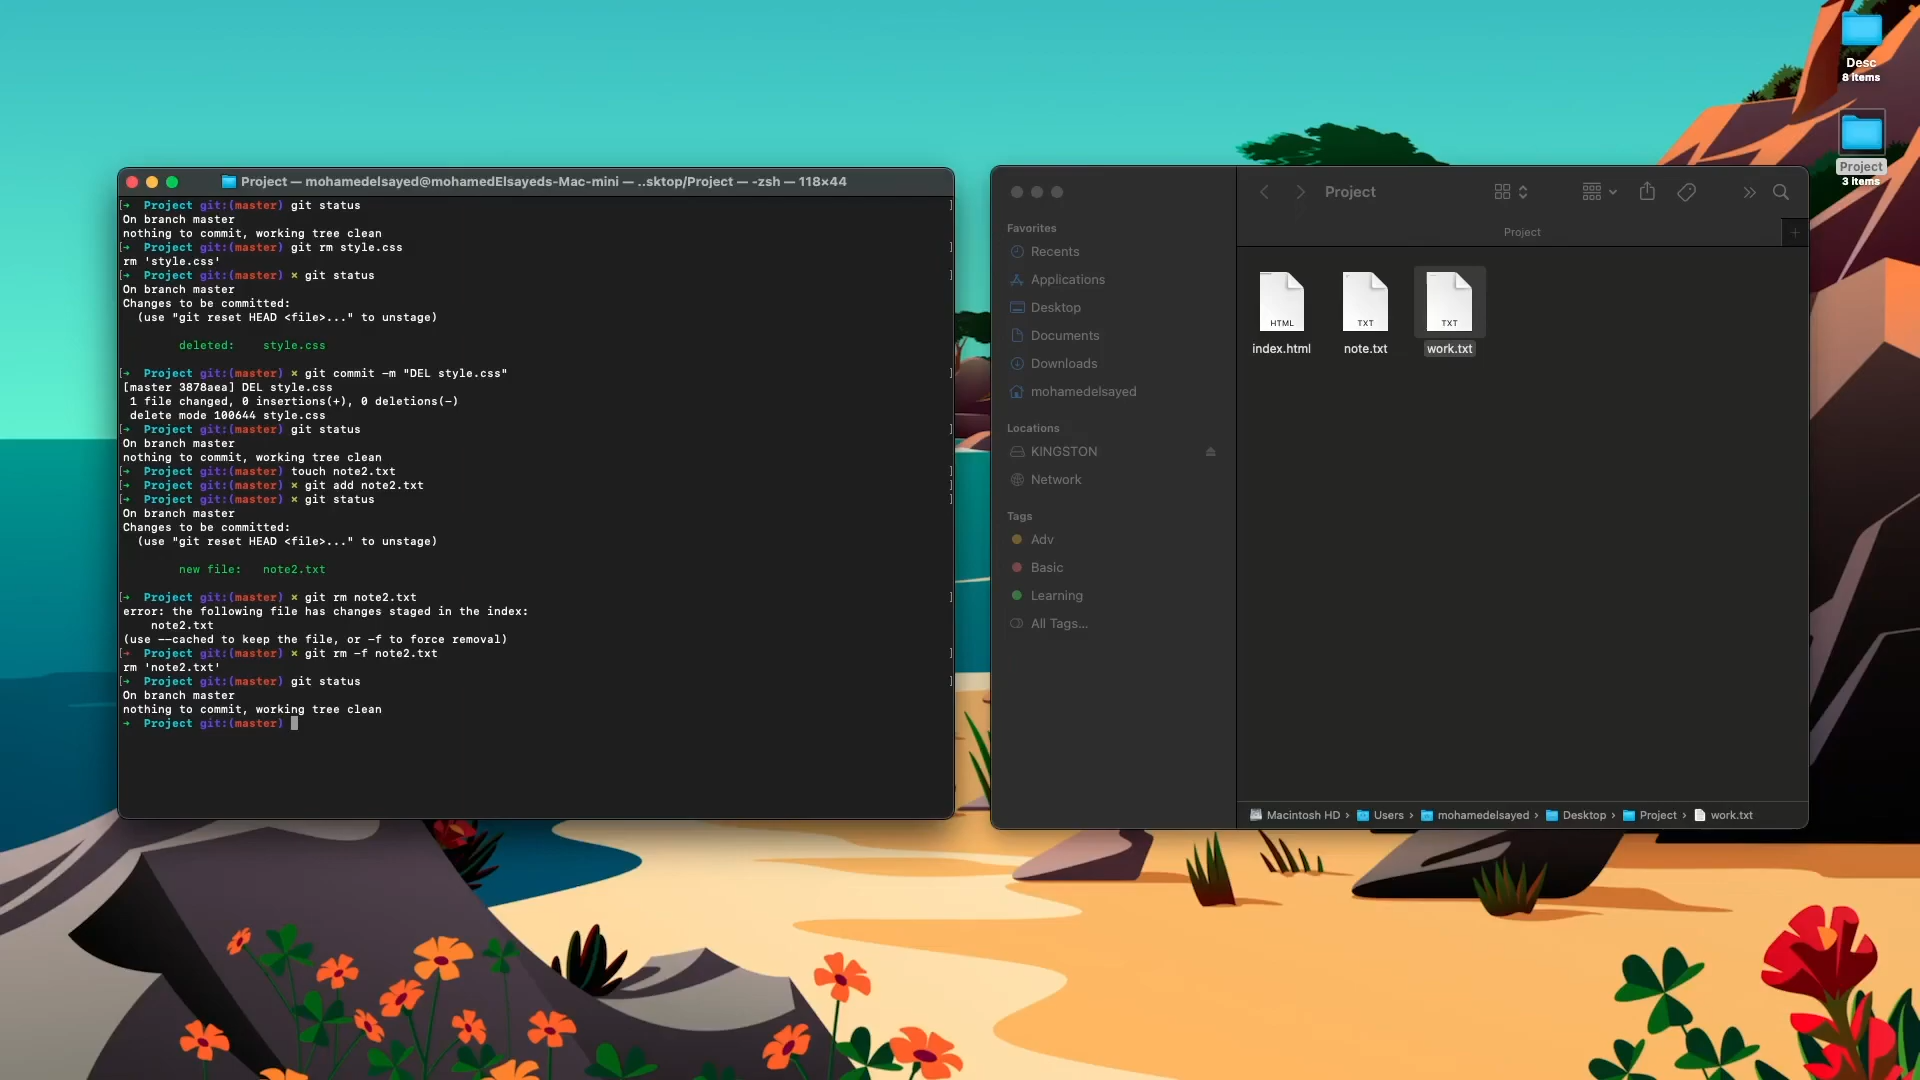 Project — mohamedelsayed@mohamedElsayeds-Mac-mini — ..sktop/Project — -zsh — 118×44
[→ Project git:(master) git status ]
On branch master
nothing to commit, working tree clean
[→ Project git:(master) git rm style.css ]
rm 'style.css'
[→ Project git:(master) × git status ]
On branch master
Changes to be committed:
(use "git reset HEAD <file>..." to unstage)
deleted: style.css
[→ Project git:(master) × git commit -m "DEL style.css" ]
[master 3878aea] DEL style.css
1 file changed, 0 insertions(+), 0 deletions(-)
delete mode 100644 style.css
[→ Project git:(master) git status ]
On branch master
nothing to commit, working tree clean
[→ Project git:(master) touch note2.txt ]
[→ Project git:(master) × git add note2.txt ]
[→ Project git:(master) × git status ]
On branch master
Changes to be committed:
(use "git reset HEAD <file>..." to unstage)
new file: note2.txt
[→ Project git:(master) × git rm note2.txt ]
error: the following file has changes staged in the index:
note2.txt
(use --cached to keep the file, or -f to force removal)
[→ Project git:(master) × git rm -f note2.txt ]
rm 'note2.txt'
[→ Project git:(master) git status ]
On branch master
nothing to commit, working tree clean
→ Project git:(master)
Project
Project
Favorites
Recents
Applications
Desktop
Documents
Downloads
mohamedelsayed
Locations
KINGSTON
Network
Tags
Adv
Basic
Learning
All Tags...
HTML
TXT
TXT
index.html
note.txt
work.txt
Macintosh HD › Users › mohamedelsayed › Desktop › Project › work.txt
Desc
8 items
Project
3 items